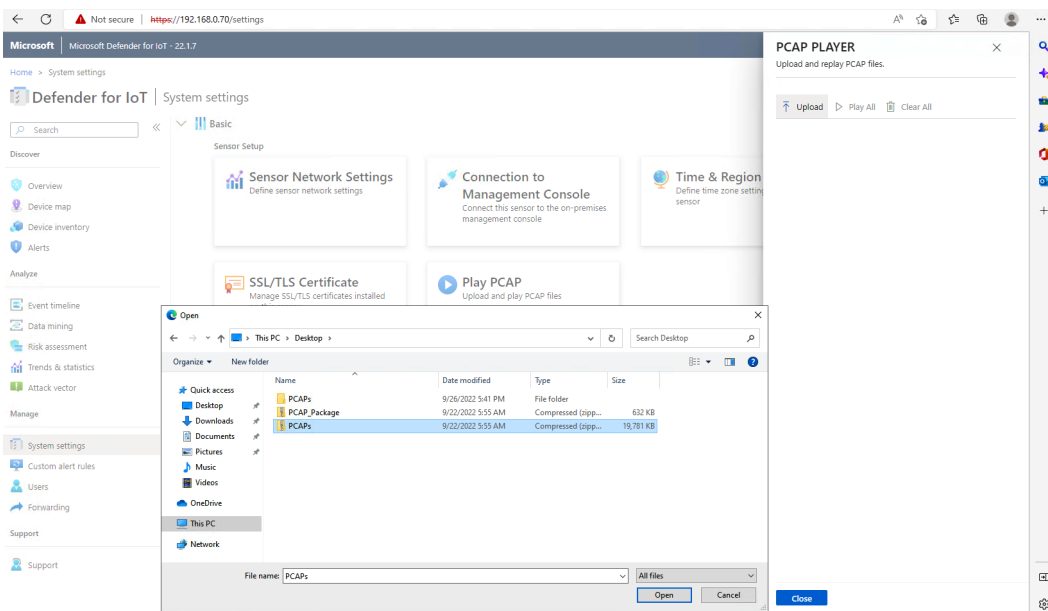 Not secure | https://192.168.0.70/settings
Microsoft | Microsoft Defender for IoT - 22.1.7
Home > System settings
Defender for IoT | System settings
Search
Discover
Overview
Device map
Device inventory
Alerts
Analyze
Event timeline
Data mining
Risk assessment
Trends & statistics
Attack vector
Manage
System settings
Custom alert rules
Users
Forwarding
Support
Support
Basic
Sensor Setup
Sensor Network Settings
Define sensor network settings
Connection to
Management Console
Connect this sensor to the on-premises
management console
Time & Region
Define time zone settin
sensor
SSL/TLS Certificate
Manage SSL/TLS certificates installed
Play PCAP
Upload and play PCAP files
PCAP PLAYER
Upload and replay PCAP files.
Upload Play All Clear All
Close
Open
This PC > Desktop >
Search Desktop
Organize New folder
Quick access
Desktop
Downloads
Documents
Pictures
Music
Videos
OneDrive
This PC
Network
Name Date modified Type Size
PCAPs 9/26/2022 5:41 PM File folder
PCAP_Package 9/22/2022 5:55 AM Compressed (zipp... 632 KB
PCAPs 9/22/2022 5:55 AM Compressed (zipp... 19,781 KB
File name: PCAPs All files
Open Cancel